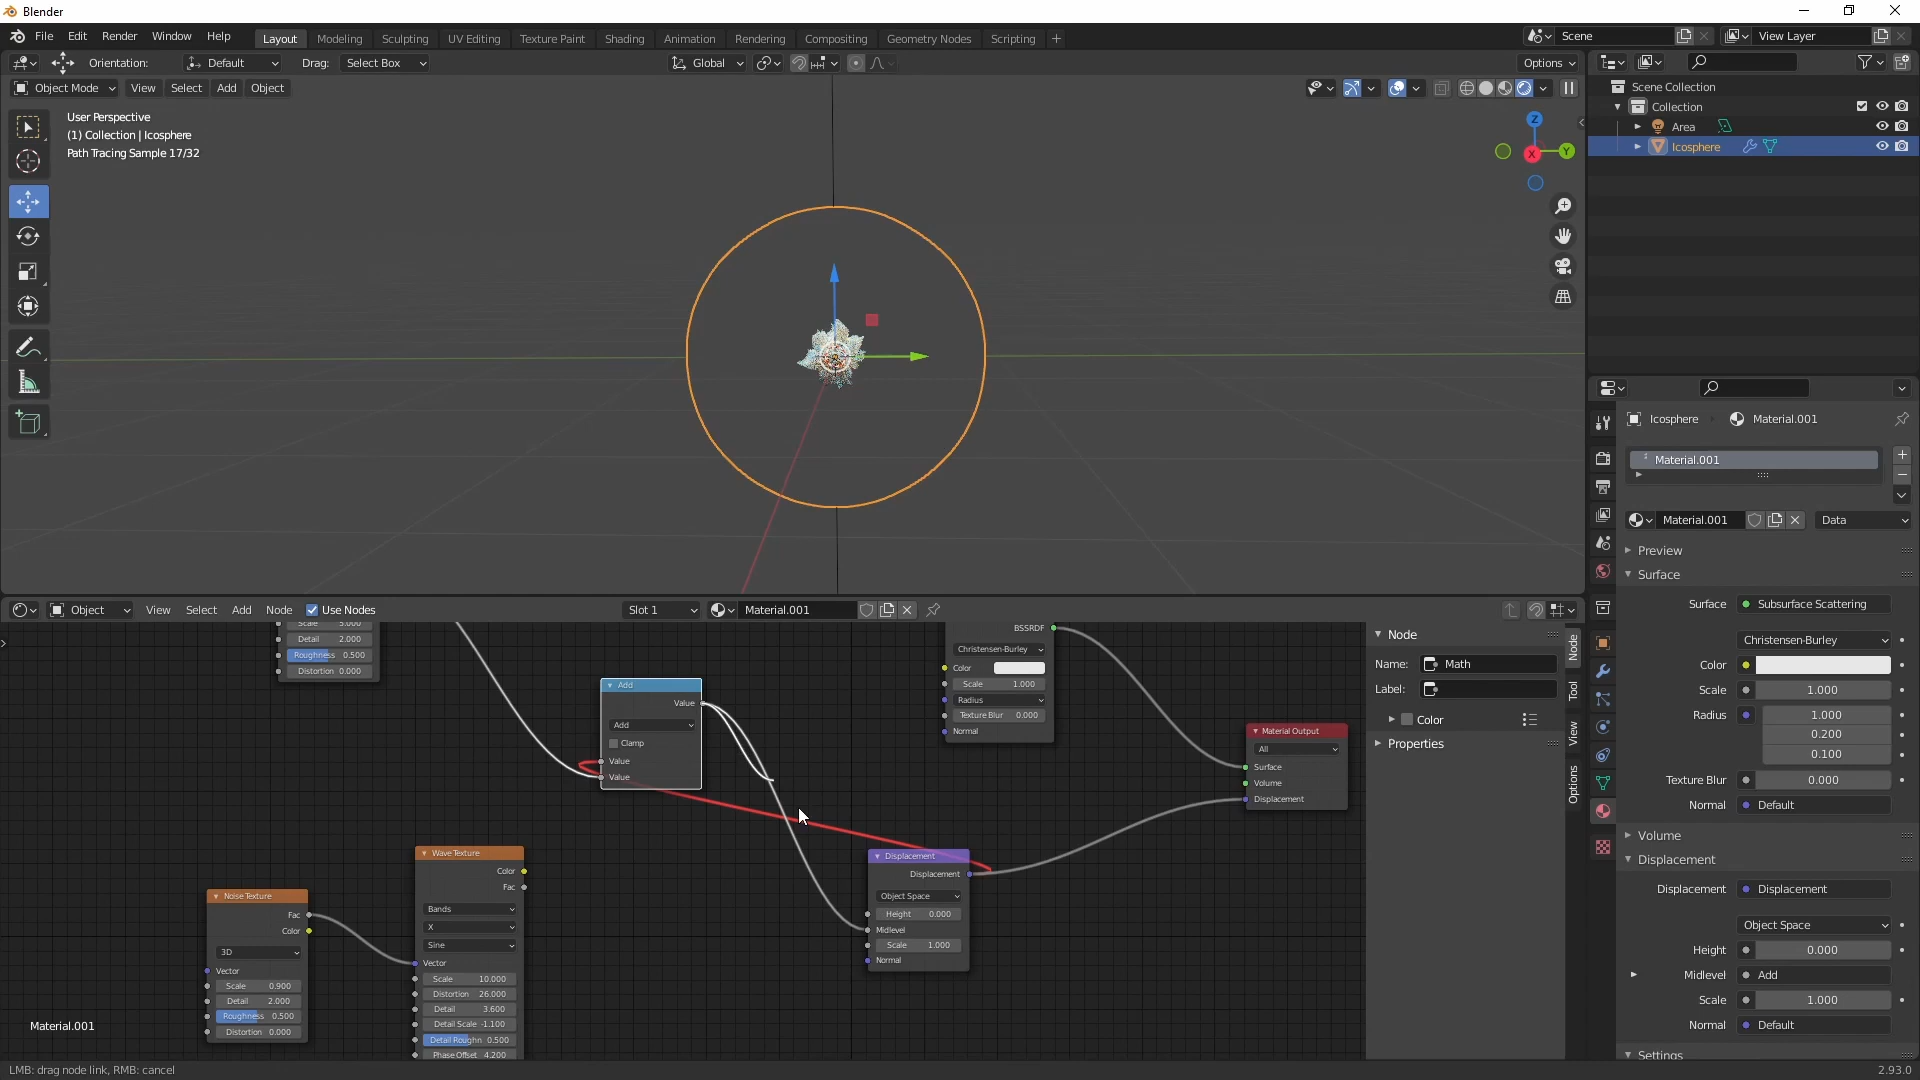 Blender
File Edit Render Window Help
Layout Modeling Sculpting UV Editing Texture Paint Shading Animation Rendering Compositing Geometry Nodes Scripting +
Scene
View Layer
Orientation: Default Drag: Select Box
Global
Options
Object Mode View Select Add Object
User Perspective
(1) Collection | Icosphere
Path Tracing Sample 17/32
Z
Y
X
Scene Collection
Collection
Area
Icosphere
Icosphere Material.001
Material.001
Material.001 Data
Preview
Surface
Surface Subsurface Scattering
Christensen-Burley
Color
Scale 1.000
Radius 1.000
0.200
0.100
Texture Blur 0.000
Normal Default
Volume
Displacement
Displacement Displacement
Object Space
Height 0.000
Midlevel Add
Scale 1.000
Normal Default
Settings
Object View Select Add Node Use Nodes
Slot 1 Material.001
Scale 5.000
Detail 2.000
Roughness 0.500
Distortion 0.000
Add
Value
Add
Clamp
Value
Value
BSSRDF
Christensen-Burley
Color
Scale 1.000
Radius
Texture Blur 0.000
Normal
Material Output
All
Surface
Volume
Displacement
Displacement
Displacement
Object Space
Height 0.000
Midlevel
Scale 1.000
Normal
Wave Texture
Color
Fac
Bands
X
Sine
Vector
Scale 10.000
Distortion 26.000
Detail 3.600
Detail Scale -1.100
Detail Roughn 0.500
Phase Offset 4.200
Noise Texture
Fac
Color
3D
Vector
Scale 0.900
Detail 2.000
Roughness 0.500
Distortion 0.000
Node
Name: Math
Label:
Color
Properties
Node
Tool
View
Options
Material.001
LMB: drag node link, RMB: cancel
2.93.0